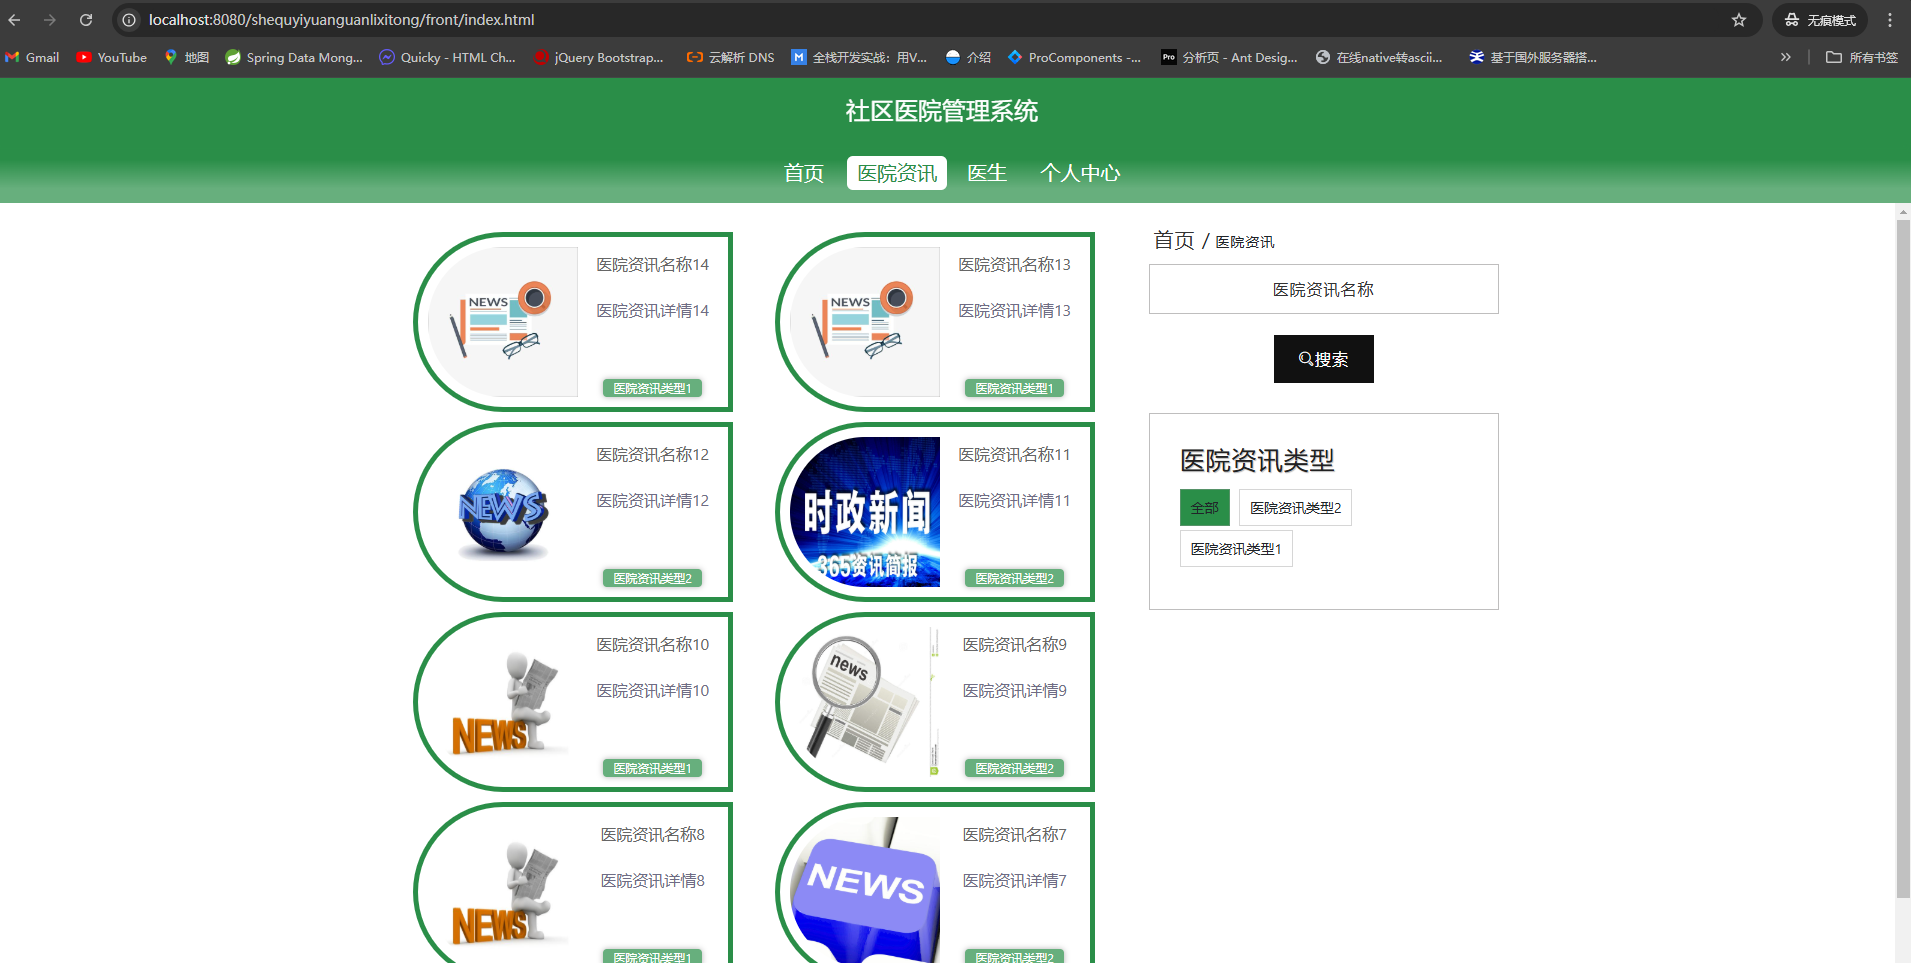 localhost:8080/shequyiyuanguanlixitong/front/index.html
无痕模式
Gmail
YouTube
地图
Spring Data Mong...
Quicky - HTML Ch...
jQuery Bootstrap...
云解析 DNS
全栈开发实战：用V...
介绍
ProComponents -...
Pro
分析页 - Ant Desig...
在线native转ascii...
基于国外服务器搭...
所有书签
社区医院管理系统
首页
医院资讯
医生
个人中心
NEWS
医院资讯名称14
医院资讯详情14
医院资讯类型1
NEWS
医院资讯名称13
医院资讯详情13
医院资讯类型1
NEWS
医院资讯名称12
医院资讯详情12
医院资讯类型2
时政新闻
365资讯简报
医院资讯名称11
医院资讯详情11
医院资讯类型2
NEWS
医院资讯名称10
医院资讯详情10
医院资讯类型1
news
医院资讯名称9
医院资讯详情9
医院资讯类型2
NEWS
医院资讯名称8
医院资讯详情8
医院资讯类型1
NEWS
医院资讯名称7
医院资讯详情7
医院资讯类型2
首页 / 医院资讯
医院资讯名称
搜索
医院资讯类型
全部
医院资讯类型2
医院资讯类型1